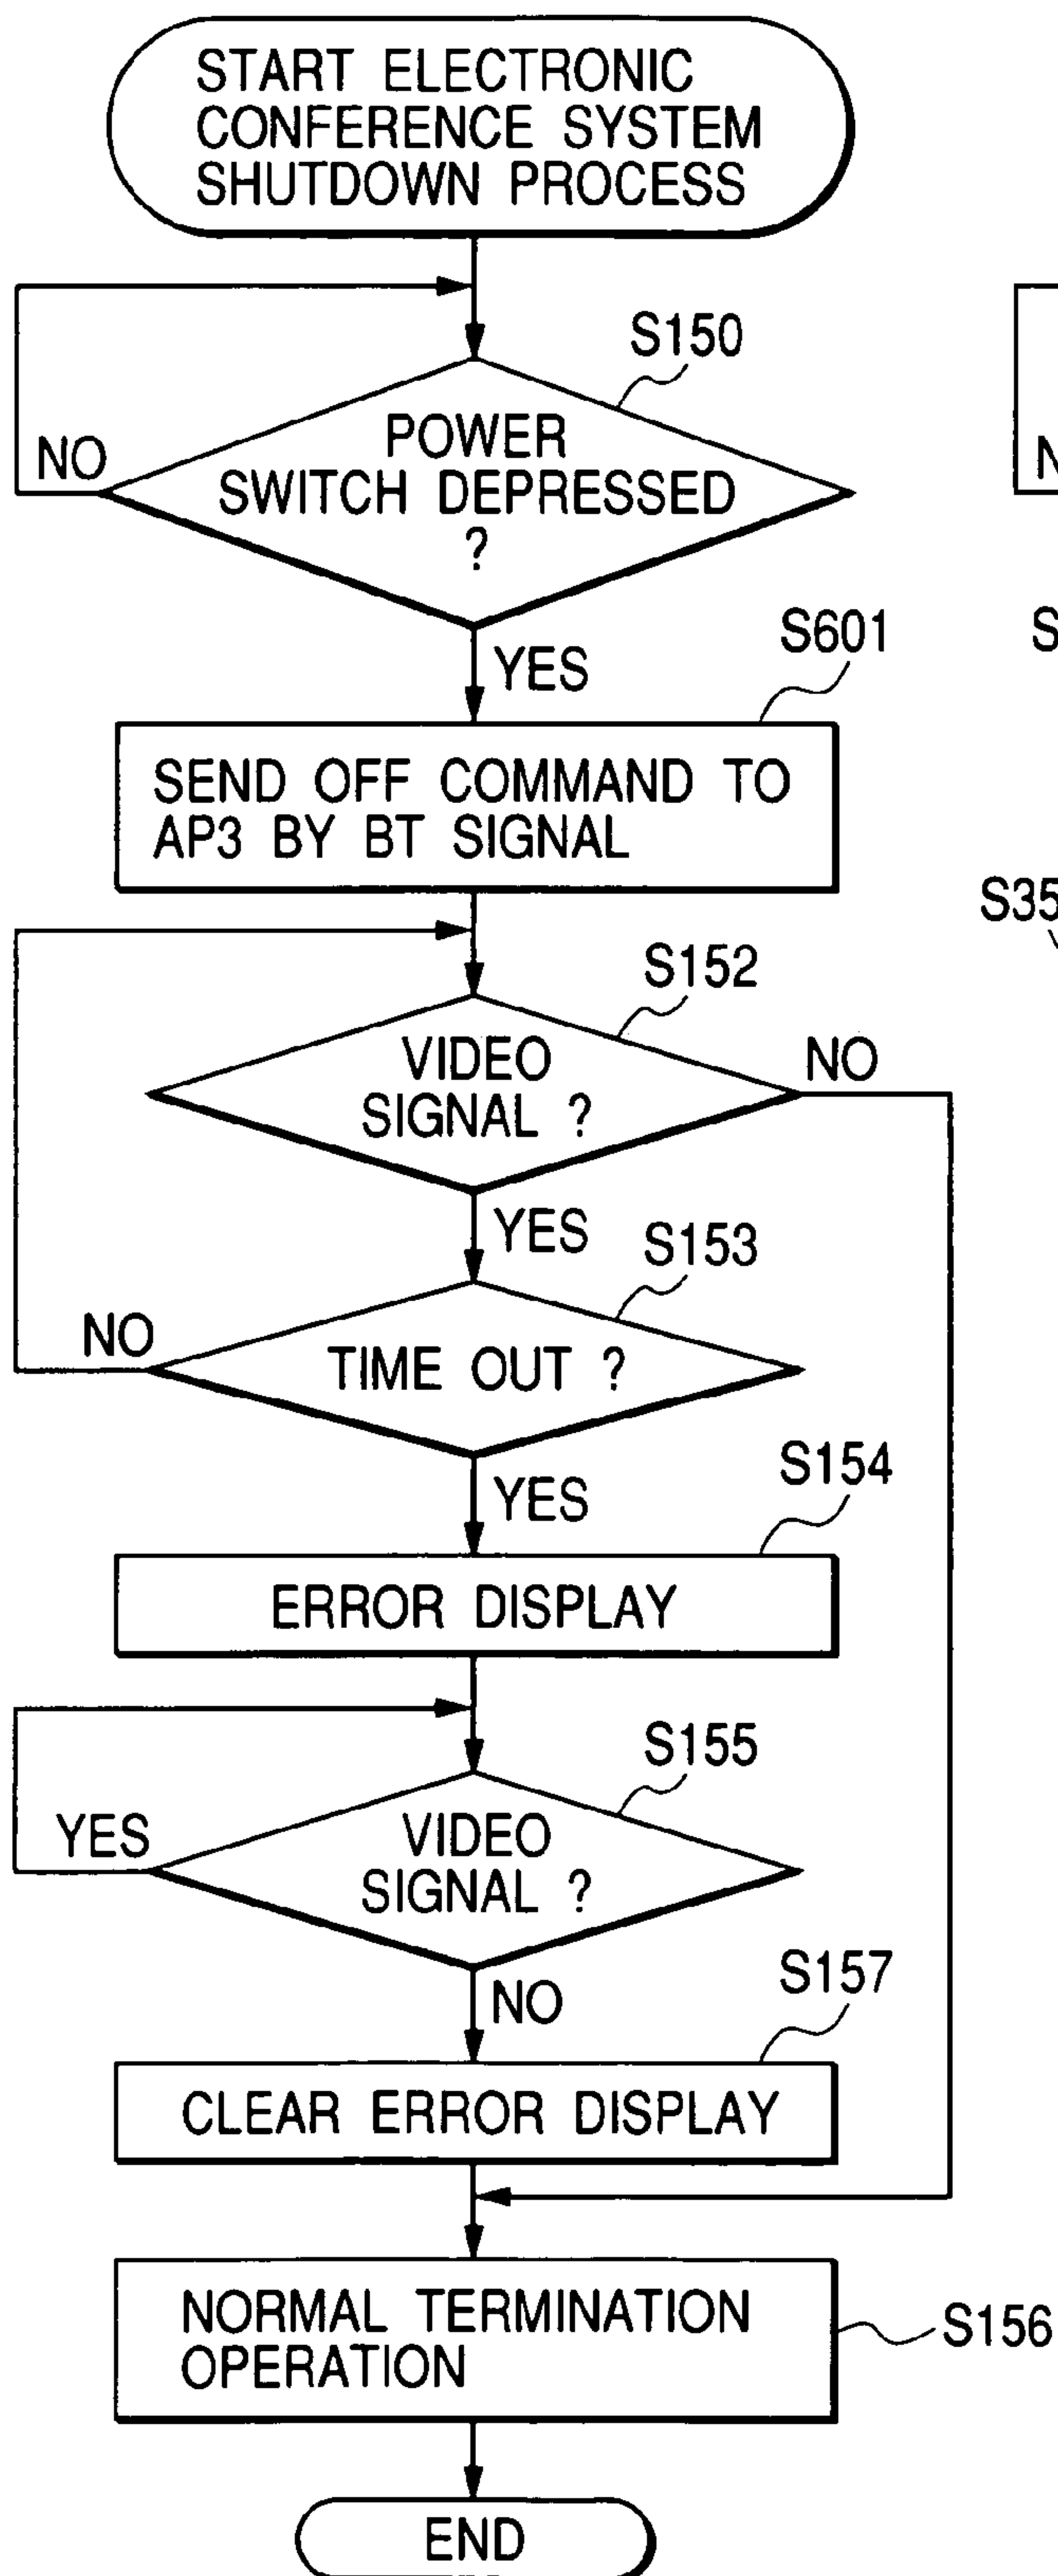 START ELECTRONIC
CONFERENCE SYSTEM
SHUTDOWN PROCESS
S150
POWER
SWITCH DEPRESSED
?
NO
YES
S601
SEND OFF COMMAND TO
AP3 BY BT SIGNAL
S152
VIDEO
SIGNAL ?
NO
YES
S153
TIME OUT ?
NO
YES
S154
ERROR DISPLAY
S155
VIDEO
SIGNAL ?
YES
NO
S157
CLEAR ERROR DISPLAY
NORMAL TERMINATION
OPERATION
S156
END